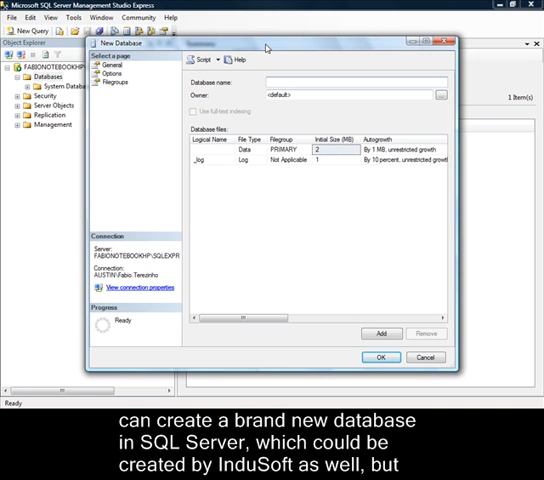 Microsoft SQL Server Management Studio Express
File Edit View Tools Window Community Help
New Query
Object Explorer
FABIONOTEBOOKHP\SQLEXP
Databases
System Databa
Security
Server Objects
Replication
Management
1 Item(s)
New Database
Select a page
General
Options
Filegroups
Script Help
Database name:
Owner: <default> ...
Use full-text indexing
Database files:
Logical Name File Type Filegroup Initial Size (MB) Autogrowth
Data PRIMARY 2 By 1 MB, unrestricted growth
_log Log Not Applicable 1 By 10 percent, unrestricted growth
Connection
Server:
FABIONOTEBOOKHP\SQLEXPR
Connection:
AUSTIN\Fabio.Terezinho
View connection properties
Progress
Ready
Add Remove
OK Cancel
Ready
can create a brand new database
in SQL Server, which could be
created by InduSoft as well, but